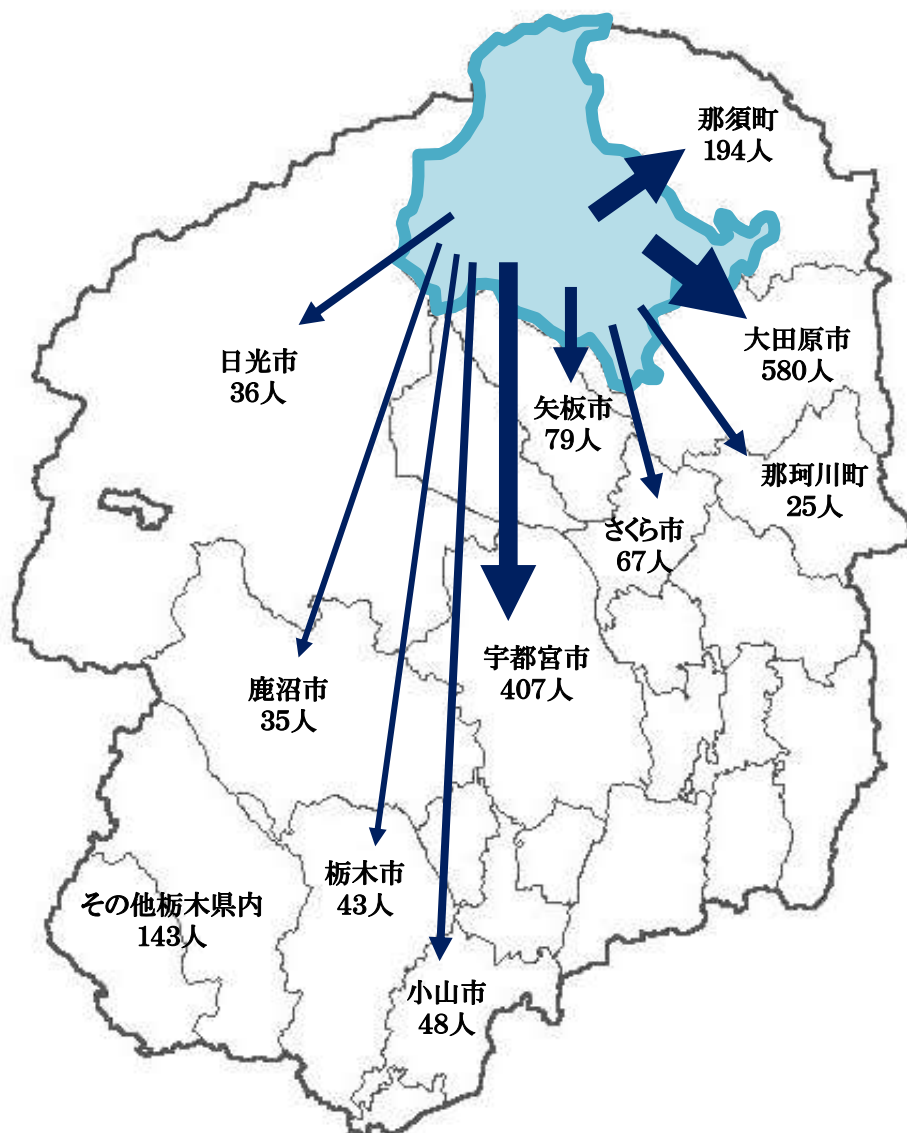 那須町
194人
大田原市
580人
日光市
36人
矢板市
79人
那珂川町
25人
さくら市
67人
宇都宮市
407人
鹿沼市
35人
栃木市
43人
その他栃木県内
143人
小山市
48人